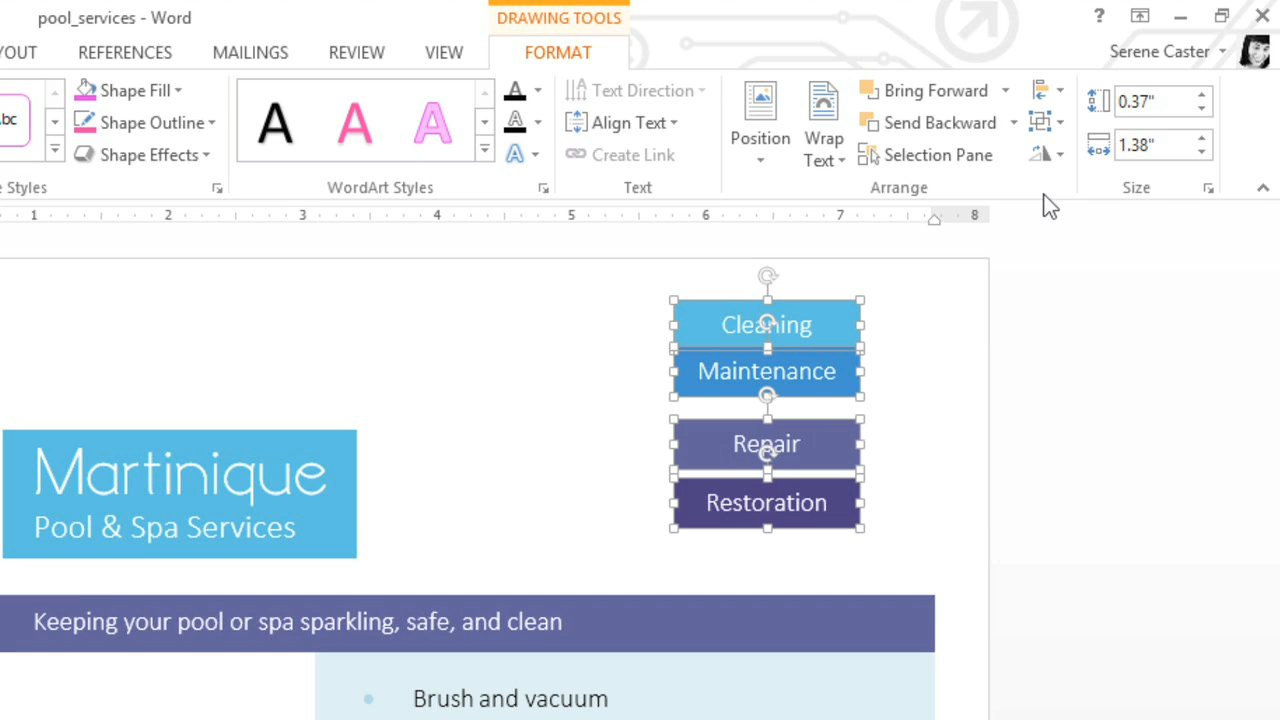 pool_services - Word
DRAWING TOOLS
?
YOUT REFERENCES MAILINGS REVIEW VIEW FORMAT
Serene Caster
Abc
Shape Fill
Shape Outline
Shape Effects
e Styles
A A A
WordArt Styles
A
A
A
Text Direction
Align Text
Create Link
Text
Position
Wrap
Text
Bring Forward
Send Backward
Selection Pane
Arrange
0.37"
1.38"
Size
1 2 3 4 5 6 7 8
Cleaning
Maintenance
Repair
Restoration
Martinique
Pool & Spa Services
Keeping your pool or spa sparkling, safe, and clean
• Brush and vacuum